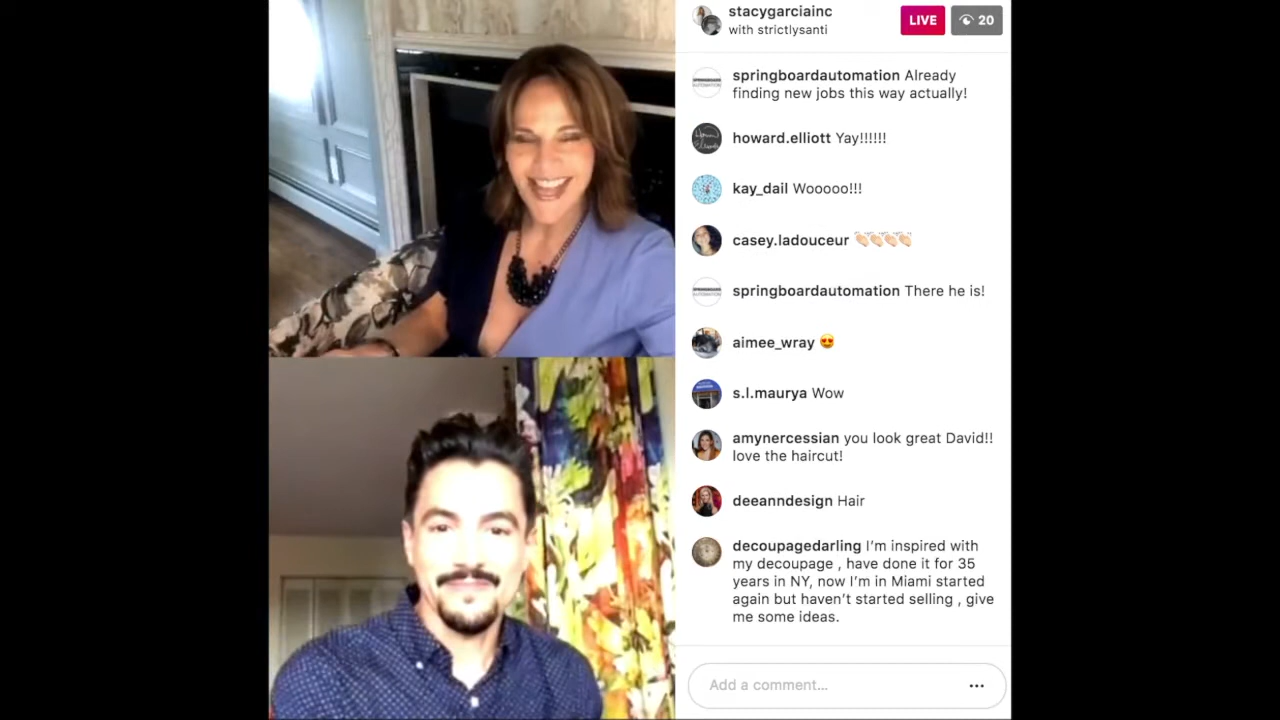 stacygarciainc
with strictlysanti
LIVE
20
springboardautomation Already
finding new jobs this way actually!
howard.elliott Yay!!!!!!
kay_dail Wooooo!!!
casey.ladouceur 👏🏻👏🏻👏🏻👏🏻
springboardautomation There he is!
aimee_wray 😍
s.l.maurya Wow
amynercessian you look great David!!
love the haircut!
deeanndesign Hair
decoupagedarling I’m inspired with
my decoupage , have done it for 35
years in NY, now I’m in Miami started
again but haven’t started selling , give
me some ideas.
Add a comment...